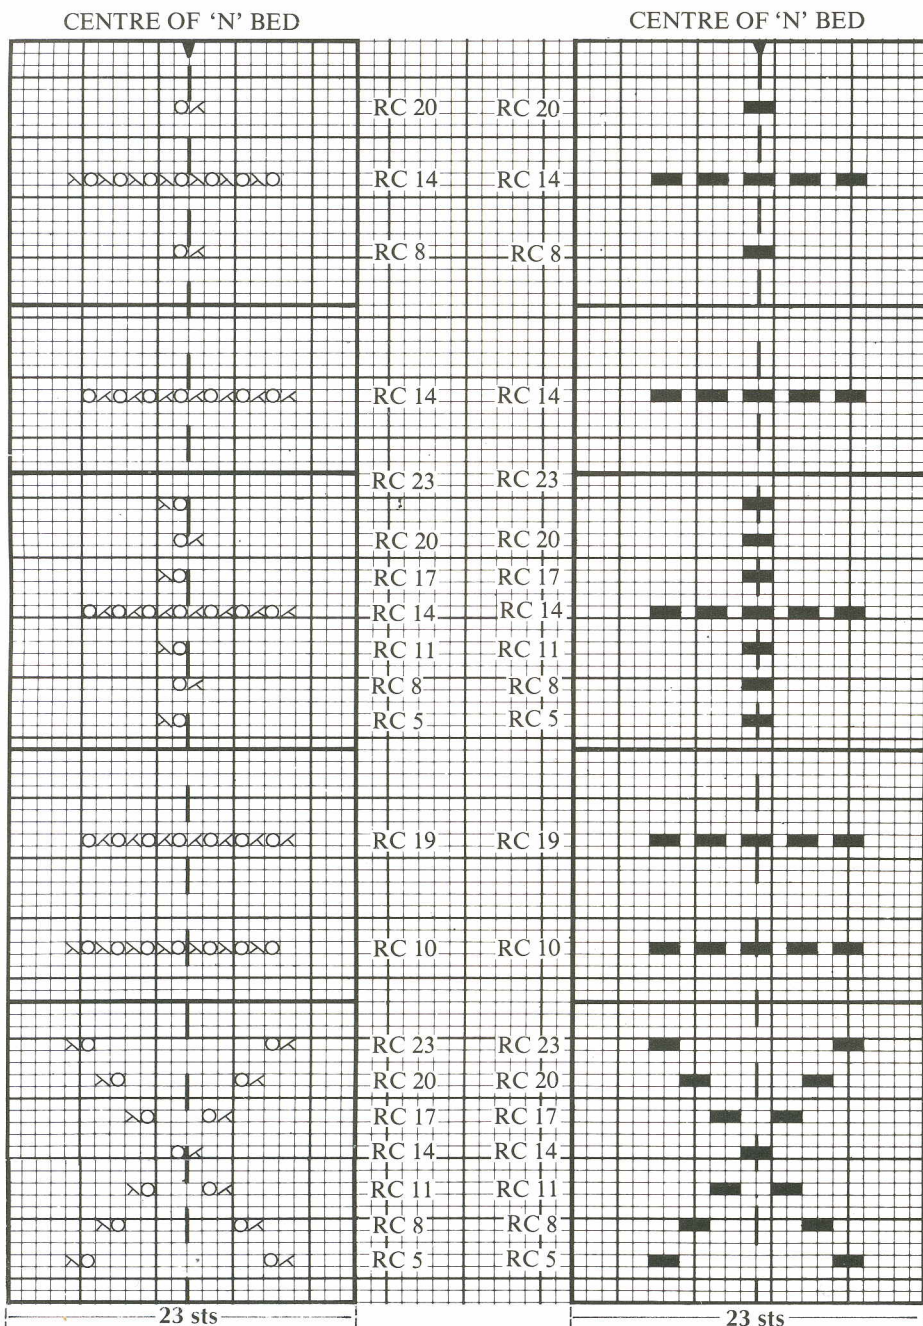 CENTRE OF ‘N’ BED CENTRE OF ‘N’ BED
RC 20 RC 20
RC 14 RC 14
RC 8 RC 8
RC 14 RC 14
RC 23 RC 23
RC 20 RC 20
RC 17 RC 17
RC 14 RC 14
RC 11 RC 11
RC 8 RC 8
RC 5 RC 5
RC 19 RC 19
RC 10 RC 10
RC 23 RC 23
RC 20 RC 20
RC 17 RC 17
RC 14 RC 14
RC 11 RC 11
RC 8 RC 8
RC 5 RC 5
23 sts 23 sts